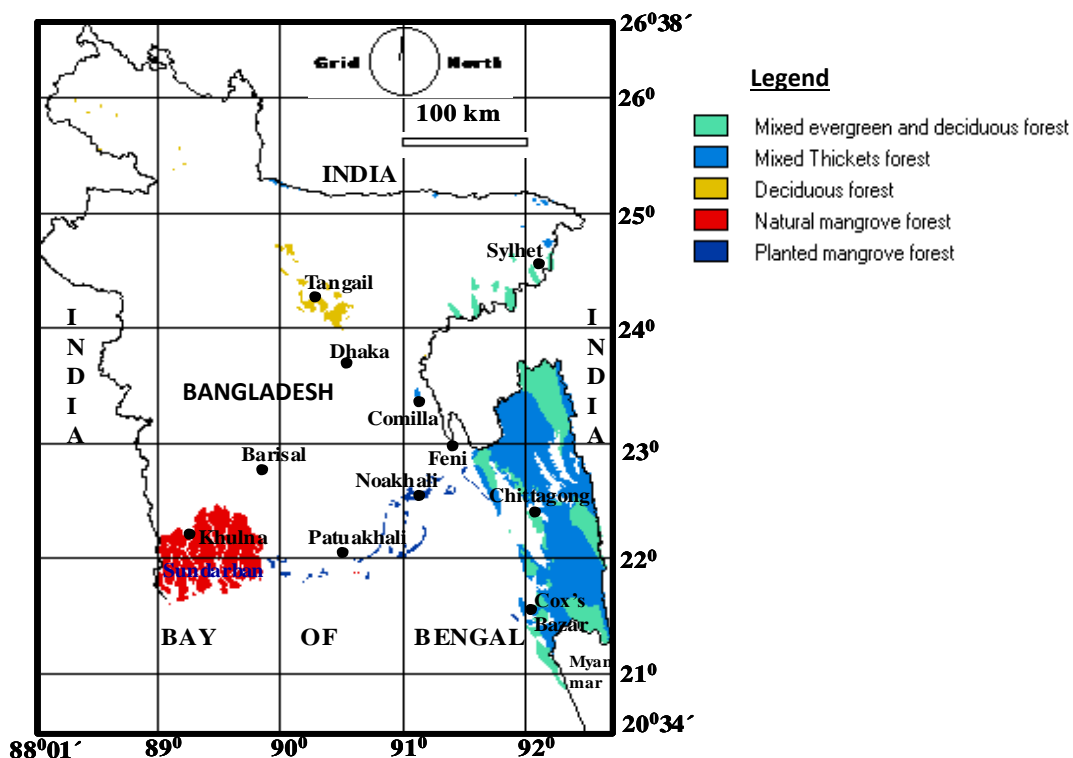 26⁰38´
Grid North
26⁰
100 km
INDIA
25⁰
Sylhet
Tangail
INDIA
INDIA
24⁰
Dhaka
BANGLADESH
Comilla
23⁰
Feni
Barisal
Noakhali
Chittagong
Khulna
Patuakhali
22⁰
Sundarban
Cox's
Bazar
BAY OF BENGAL
Myan
mar
21⁰
20⁰34´
88⁰01´ 89⁰ 90⁰ 91⁰ 92⁰
Legend
Mixed evergreen and deciduous forest
Mixed Thickets forest
Deciduous forest
Natural mangrove forest
Planted mangrove forest